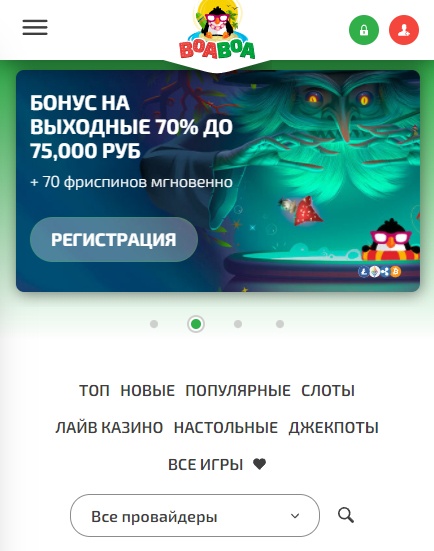 BOABOA
БОНУС НА
ВЫХОДНЫЕ 70% ДО
75,000 РУБ
+ 70 фриспинов мгновенно
РЕГИСТРАЦИЯ
ТОП НОВЫЕ ПОПУЛЯРНЫЕ СЛОТЫ
ЛАЙВ КАЗИНО НАСТОЛЬНЫЕ ДЖЕКПОТЫ
ВСЕ ИГРЫ
Все провайдеры